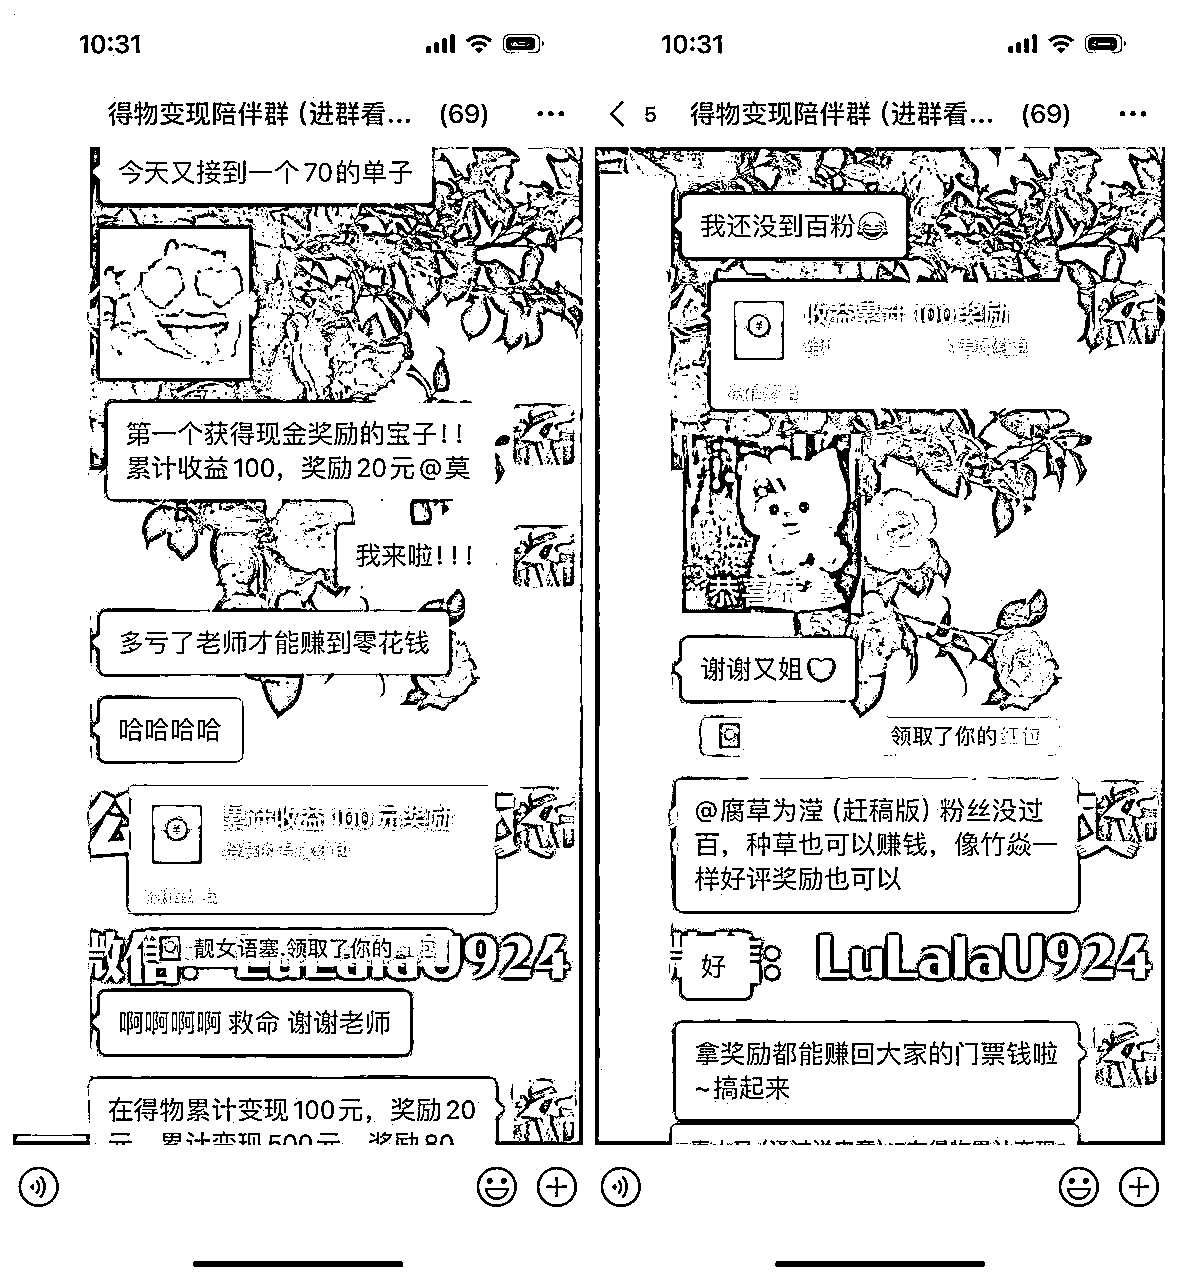 10:31
得物变现陪伴群（进群看... (69)
今天又接到一个70的单子
第一个获得现金奖励的宝子！！
累计收益100，奖励20元@莫
我来啦！！！
多亏了老师才能赚到零花钱
哈哈哈哈
累计收益100元奖励
靓女语塞.领取了你的红包
微信：LuLalaU924
啊啊啊啊 救命 谢谢老师
在得物累计变现100元，奖励20
元，累计变现500元，奖励80
10:31
5 得物变现陪伴群（进群看... (69)
我还没到百粉😂
收益累计100奖励
恭喜
谢谢又姐♡
领取了你的红包
@腐草为滢（赶稿版）粉丝没过
百，种草也可以赚钱，像竹焱一
样好评奖励也可以
好
: LuLalaU924
拿奖励都能赚回大家的门票钱啦
~搞起来